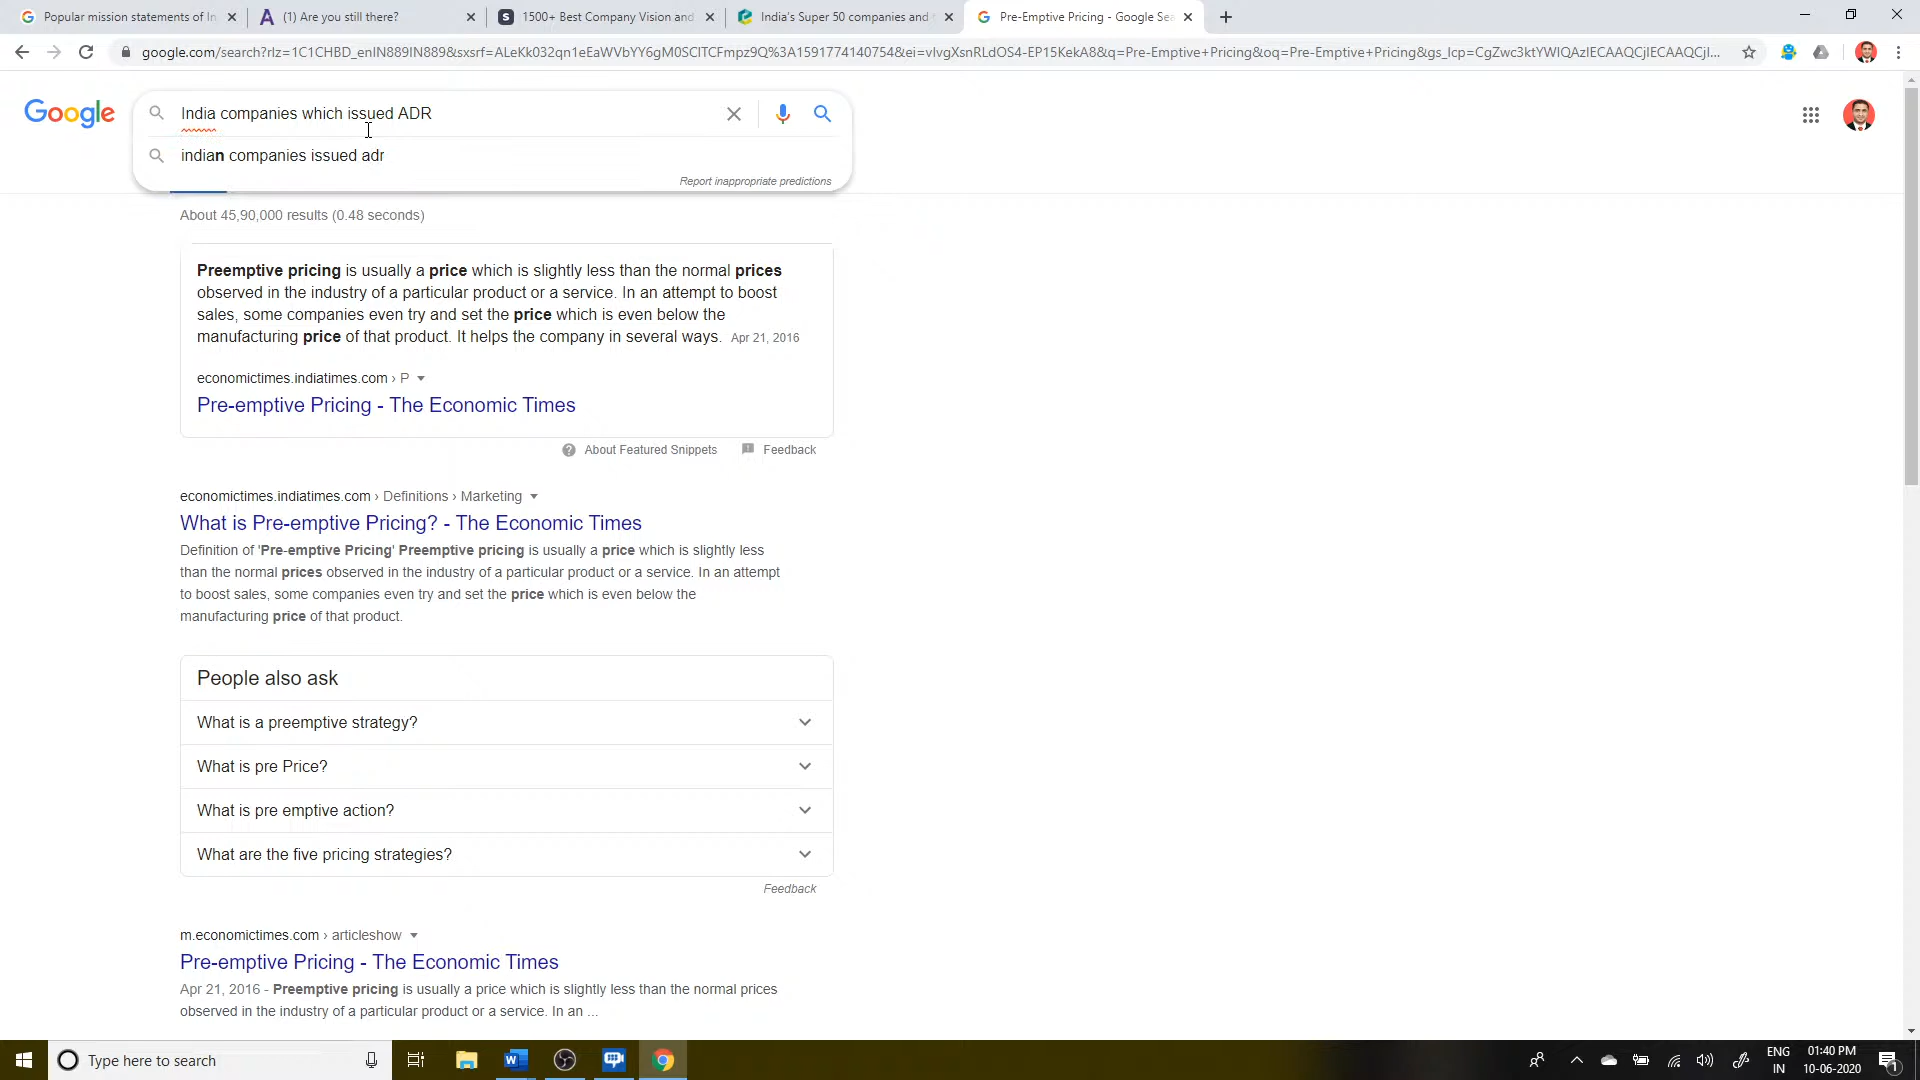 Popular mission statements of In
(1) Are you still there?
1500+ Best Company Vision and
India's Super 50 companies and t
Pre-Emptive Pricing - Google Sea
google.com/search?rlz=1C1CHBD_enIN889IN889&sxsrf=ALeKk032qn1eEaWVbYY6gM0SCITCFmpz9Q%3A1591774140754&ei=vIvgXsnRLdOS4-EP15KekA8&q=Pre-Emptive+Pricing&oq=Pre-Emptive+Pricing&gs_lcp=CgZwc3ktYWIQAzIECAAQCjIECAAQCjI...
Google
India companies which issued ADR
indian companies issued adr
Report inappropriate predictions
About 45,90,000 results (0.48 seconds)
Preemptive pricing is usually a price which is slightly less than the normal prices
observed in the industry of a particular product or a service. In an attempt to boost
sales, some companies even try and set the price which is even below the
manufacturing price of that product. It helps the company in several ways. Apr 21, 2016
economictimes.indiatimes.com › P
Pre-emptive Pricing - The Economic Times
About Featured Snippets
Feedback
economictimes.indiatimes.com › Definitions › Marketing
What is Pre-emptive Pricing? - The Economic Times
Definition of 'Pre-emptive Pricing' Preemptive pricing is usually a price which is slightly less
than the normal prices observed in the industry of a particular product or a service. In an attempt
to boost sales, some companies even try and set the price which is even below the
manufacturing price of that product.
People also ask
What is a preemptive strategy?
What is pre Price?
What is pre emptive action?
What are the five pricing strategies?
Feedback
m.economictimes.com › articleshow
Pre-emptive Pricing - The Economic Times
Apr 21, 2016 - Preemptive pricing is usually a price which is slightly less than the normal prices
observed in the industry of a particular product or a service. In an ...
Type here to search
ENG
IN
01:40 PM
10-06-2020
1